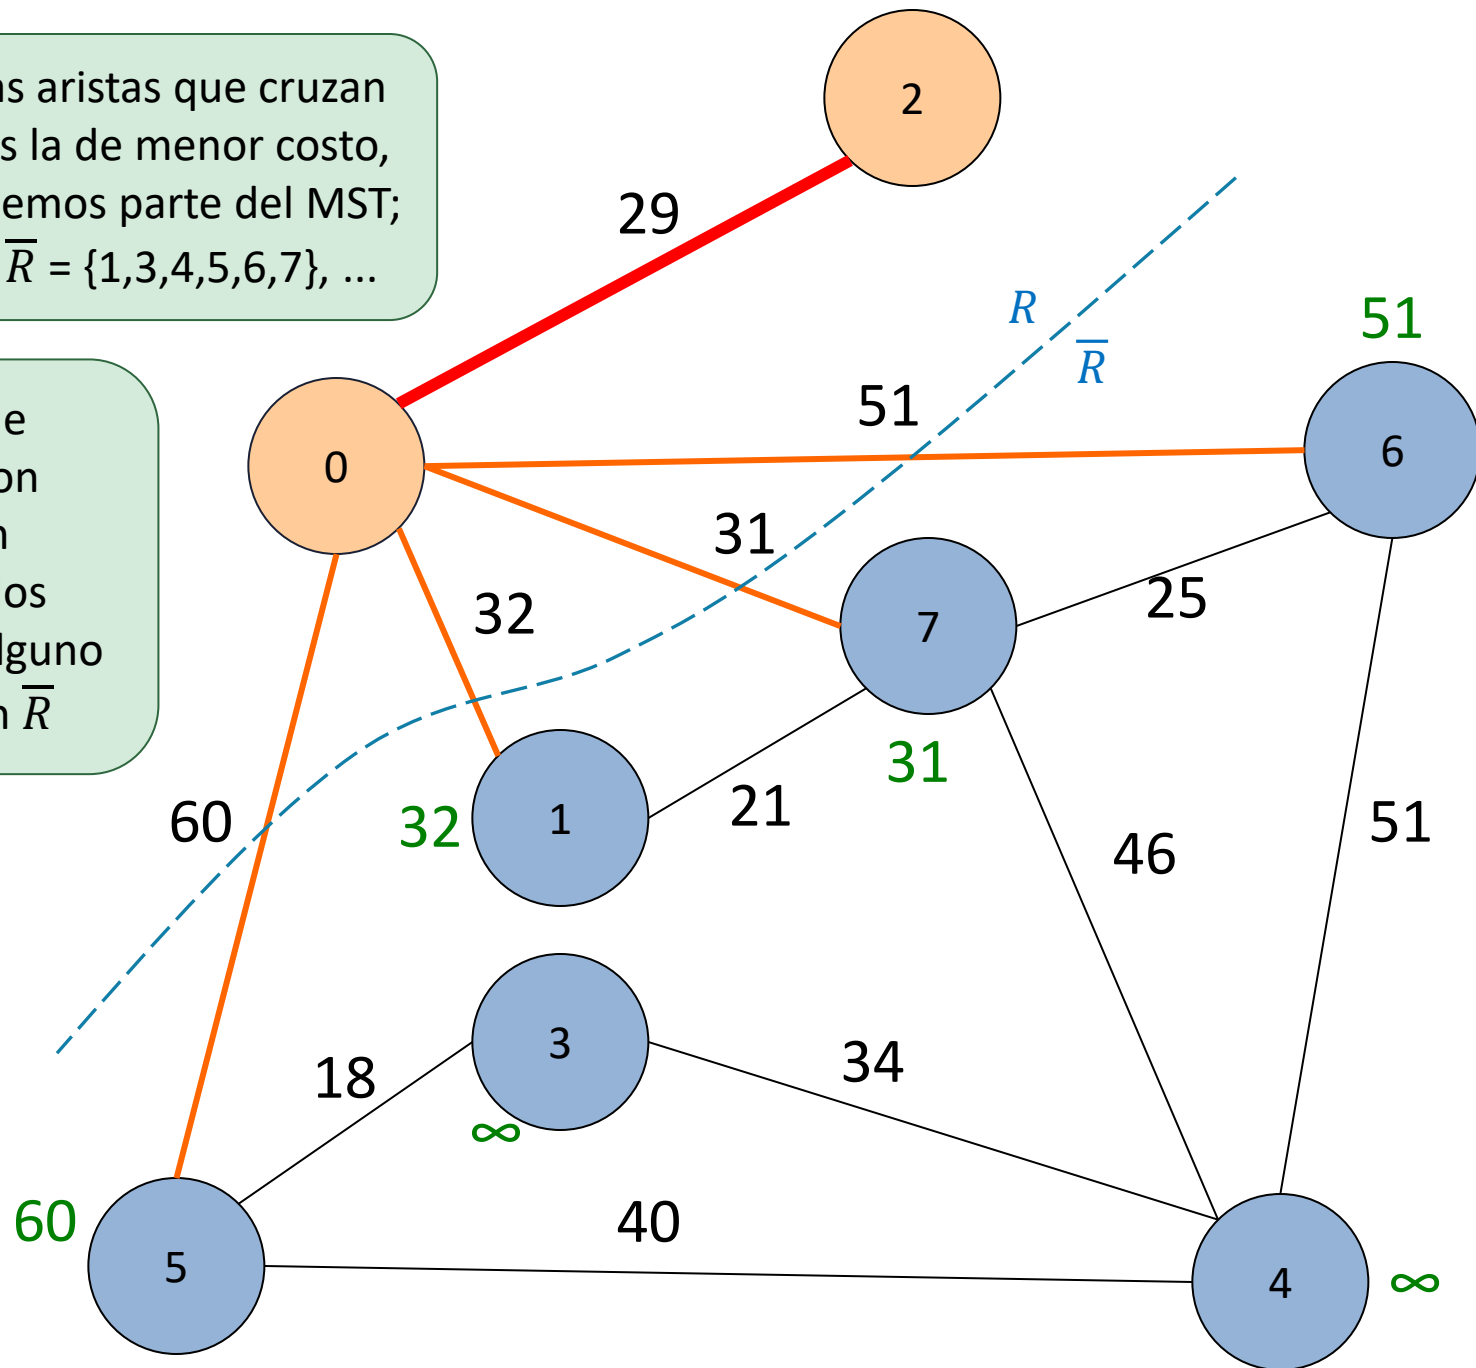 as aristas que cruzan
s la de menor costo,
emos parte del MST;
R̅ = {1,3,4,5,6,7}, ...
e
on
n
os
lguno
n R̅
2
29
R
R̅
51
51
0
6
31
32
7
25
31
60
32
1
21
46
51
3
18
34
∞
60
40
5
4
∞